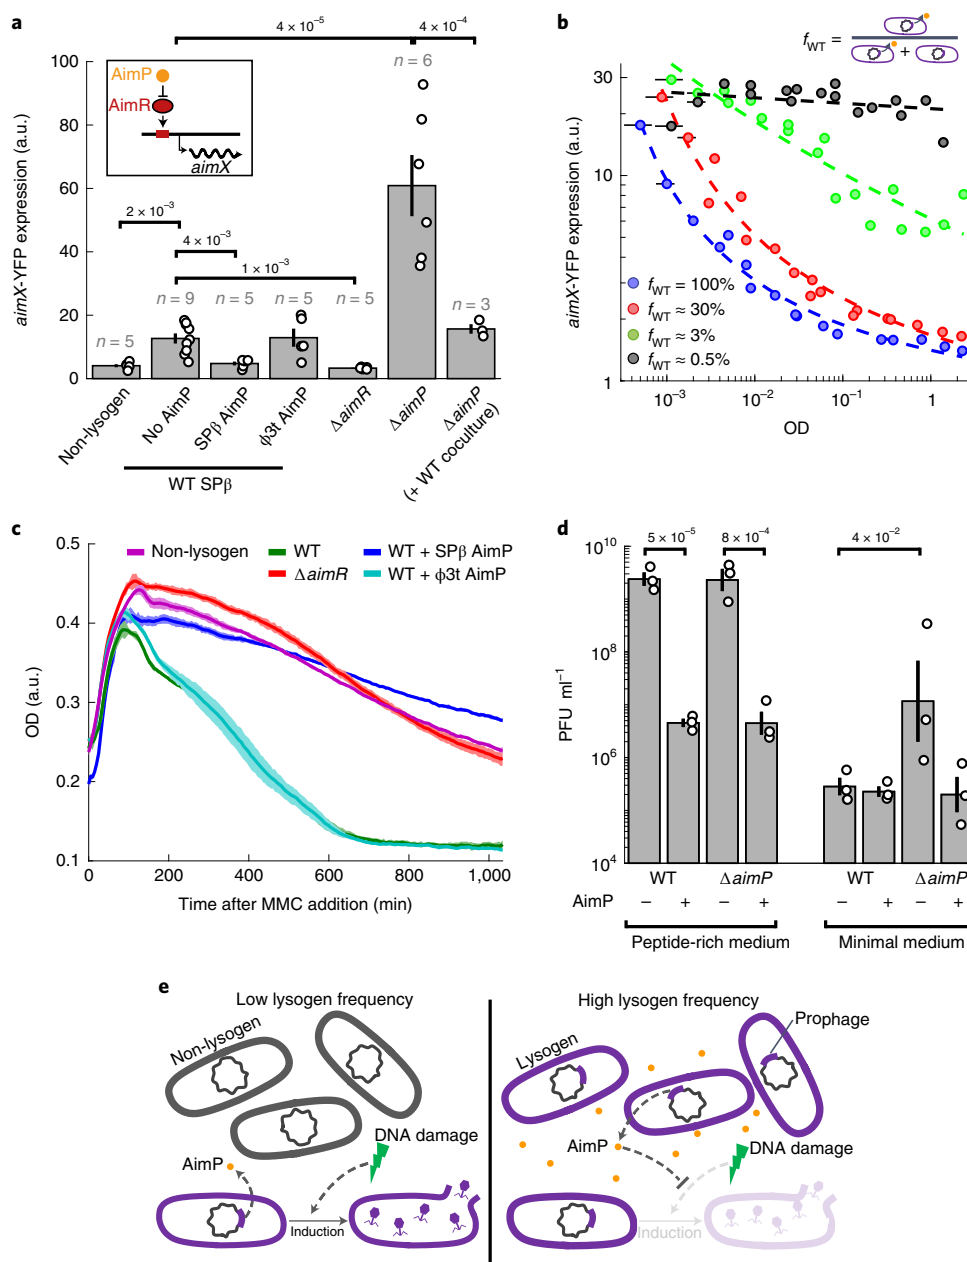 a
4 × 10⁻⁵
4 × 10⁻⁴
n = 6
100
80
60
40
20
0
aimX-YFP expression (a.u.)
AimP
AimR
aimX
2 × 10⁻³
4 × 10⁻³
1 × 10⁻³
n = 5
n = 9
n = 5
n = 5
n = 5
n = 3
Non-lysogen
No AimP
SPβ AimP
ϕ3t AimP
ΔaimR
ΔaimP
ΔaimP
(+ WT coculture)
WT SPβ
b
fWT =
+
30
10
1
aimX-YFP expression (a.u.)
fWT = 100%
fWT ≈ 30%
fWT ≈ 3%
fWT ≈ 0.5%
10⁻³
10⁻²
10⁻¹
1
OD
c
Non-lysogen
WT
WT + SPβ AimP
ΔaimR
WT + ϕ3t AimP
0.5
0.4
0.3
0.2
0.1
OD (a.u.)
0
200
400
600
800
1,000
Time after MMC addition (min)
d
5 × 10⁻⁵
8 × 10⁻⁴
4 × 10⁻²
10¹⁰
10⁸
10⁶
10⁴
PFU ml⁻¹
WT
ΔaimP
WT
ΔaimP
AimP − + − + − + − +
Peptide-rich medium
Minimal medium
e
Low lysogen frequency
Non-lysogen
DNA damage
AimP
Induction
High lysogen frequency
Prophage
Lysogen
AimP
DNA damage
Induction